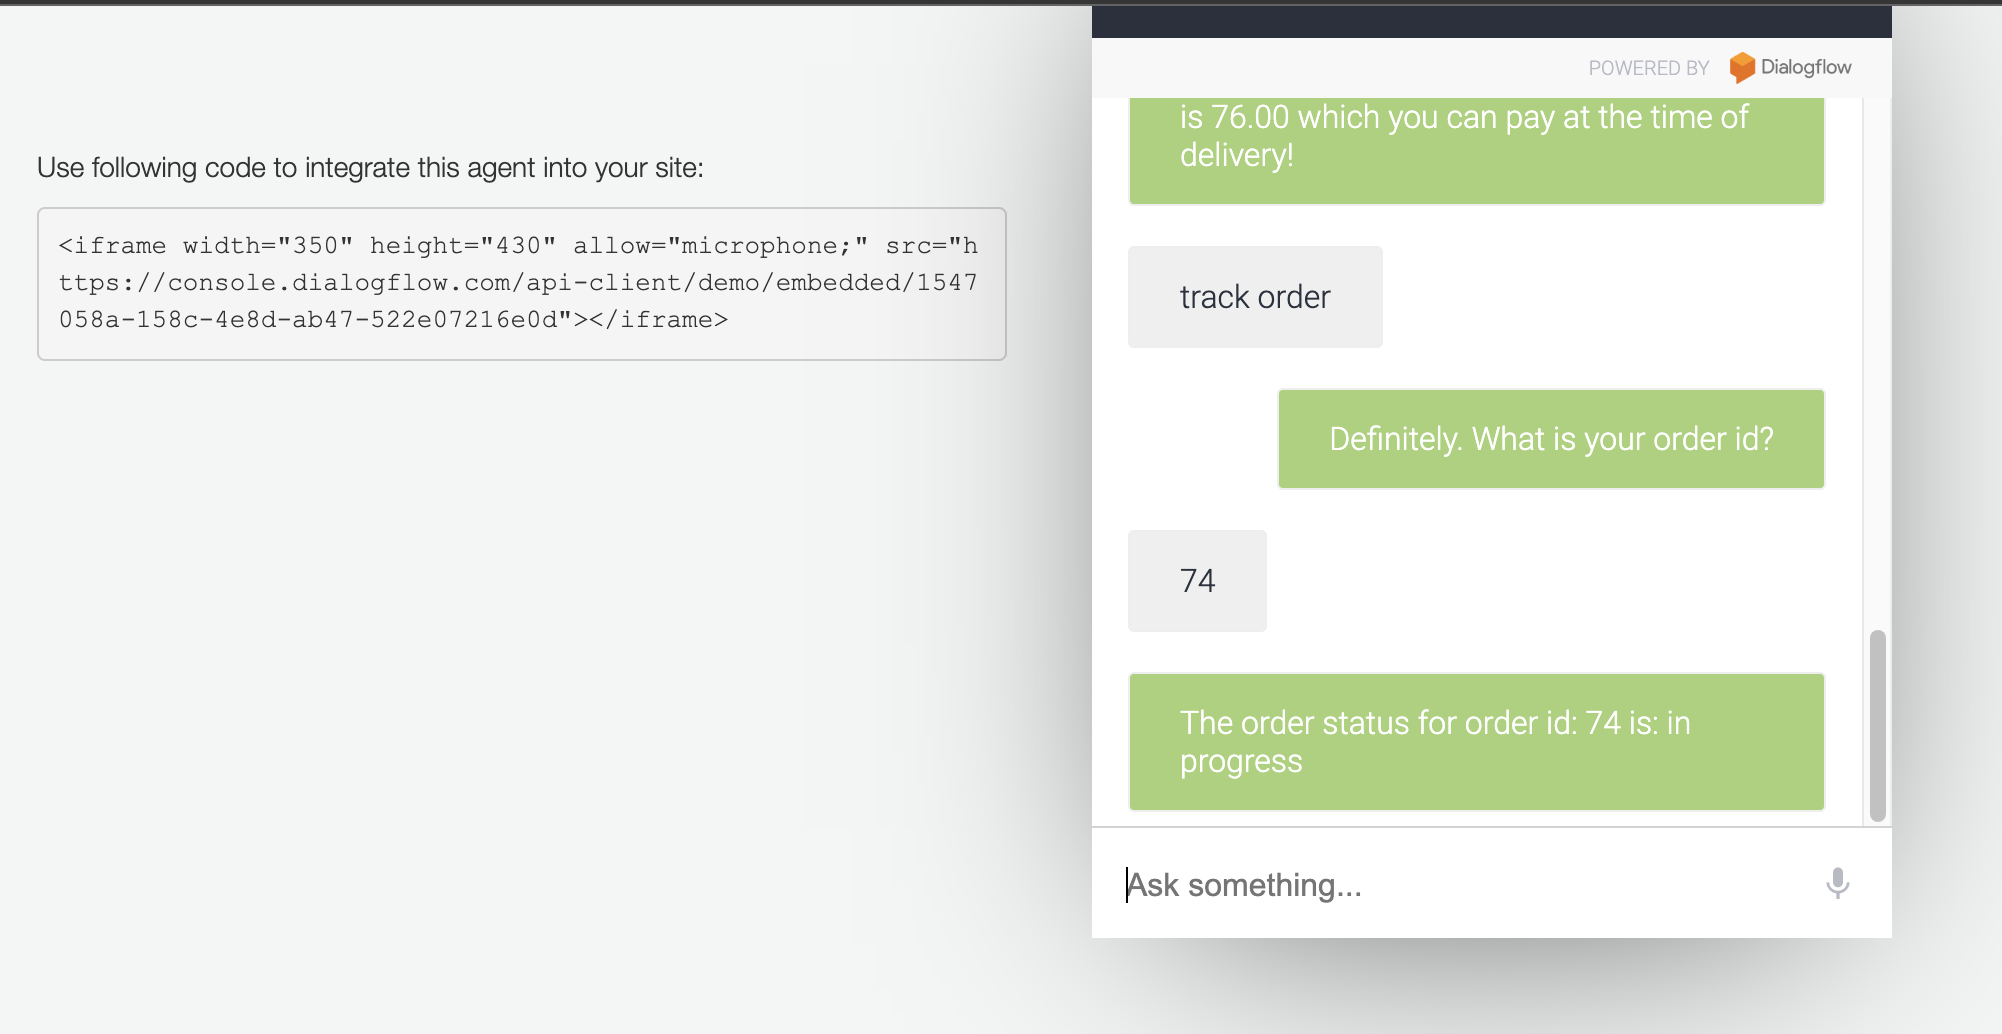 Use following code to integrate this agent into your site:
<iframe width="350" height="430" allow="microphone;" src="h
ttps://console.dialogflow.com/api-client/demo/embedded/1547
058a-158c-4e8d-ab47-522e07216e0d"></iframe>
POWERED BY Dialogflow
is 76.00 which you can pay at the time of
delivery!
track order
Definitely. What is your order id?
74
The order status for order id: 74 is: in
progress
Ask something...